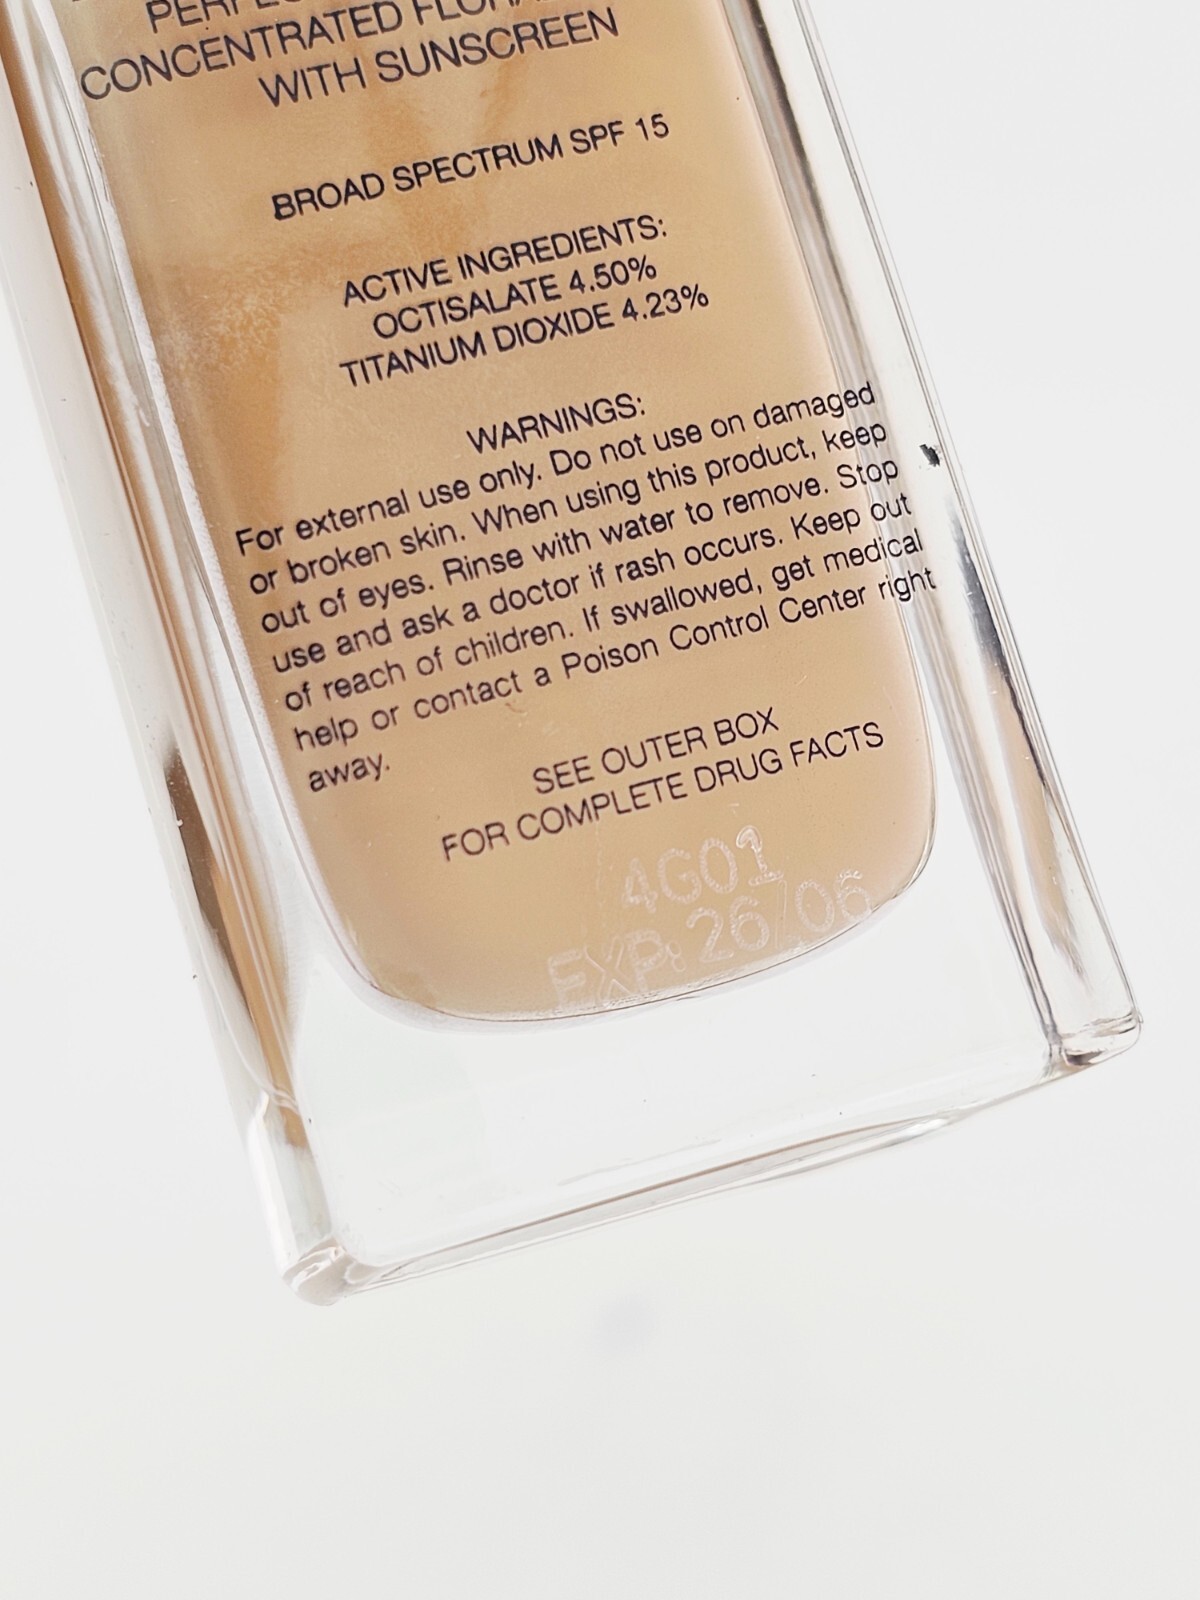 CONCENTRATED
WITH SUNSCREEN
BROAD SPECTRUM SPF 15
ACTIVE INGREDIENTS:
OCTISALATE 4.50%
TITANIUM DIOXIDE 4.23%
WARNINGS:
For external use only. Do not use on damaged
or broken skin. When using this product, keep
out of eyes. Rinse with water to remove. Stop
use and ask a doctor if rash occurs. Keep out
of reach of children. If swallowed, get medical
help or contact a Poison Control Center right
away.
SEE OUTER BOX
FOR COMPLETE DRUG FACTS
4G01
EXP: 26/06